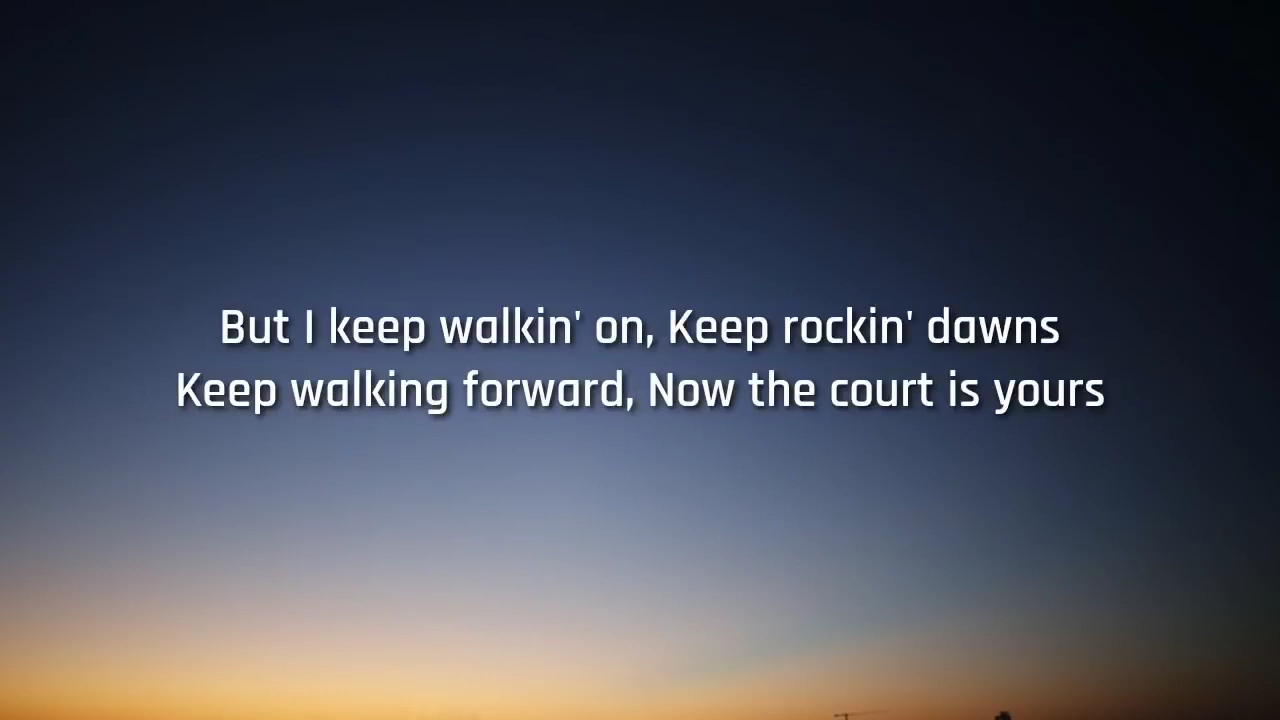 But I keep walkin' on, Keep rockin' dawns
Keep walking forward, Now the court is yours